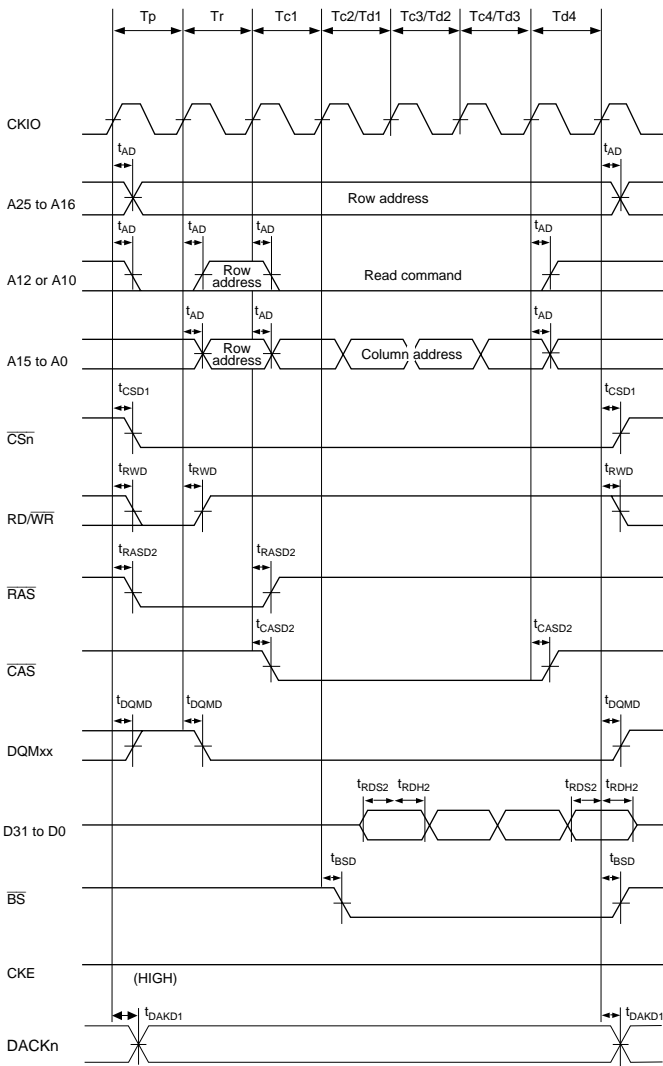 Tp Tr Tc1 Tc2/Td1 Tc3/Td2 Tc4/Td3 Td4
CKIO
tAD tAD
A25 to A16 Row address
tAD tAD tAD tAD
A12 or A10 Row address Read command
tAD tAD tAD
A15 to A0 Row address Column address
tCSD1 tCSD1
CSn
tRWD tRWD tRWD
RD/WR
tRASD2 tRASD2
RAS
tCASD2 tCASD2
CAS
tDQMD tDQMD tDQMD
DQMxx
tRDS2 tRDH2 tRDS2 tRDH2
D31 to D0
tBSD tBSD
BS
CKE
(HIGH)
tDAKD1 tDAKD1
DACKn